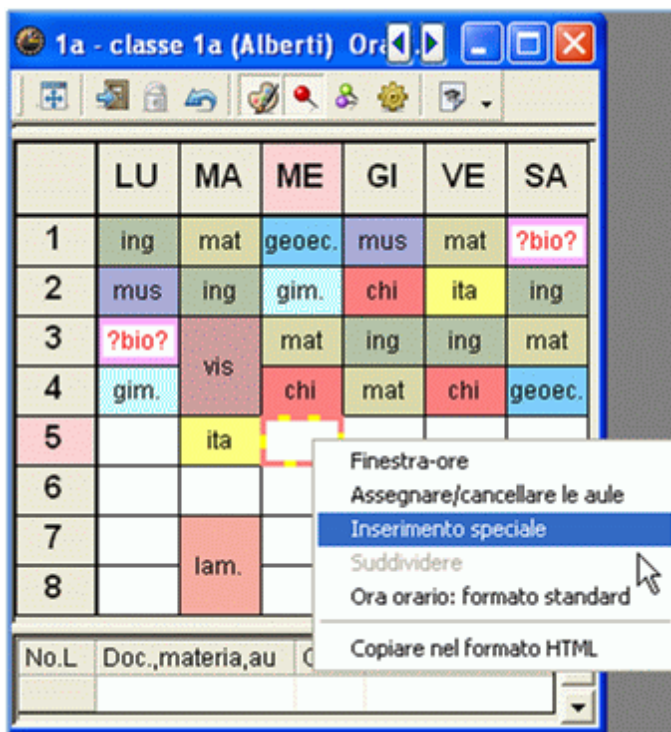 1a - classe 1a (Alberti) Ora
LU MA ME GI VE SA
1 ing mat geoec. mus mat ?bio?
2 mus ing gim. chi ita ing
3 ?bio? vis mat ing ing mat
4 gim. chi mat chi geoec.
5 ita
6
7 lam.
8
Finestra-ore
Assegnare/cancellare le aule
Inserimento speciale
Suddividere
Ora orario: formato standard
Copiare nel formato HTML
No.L Doc.,materia,au